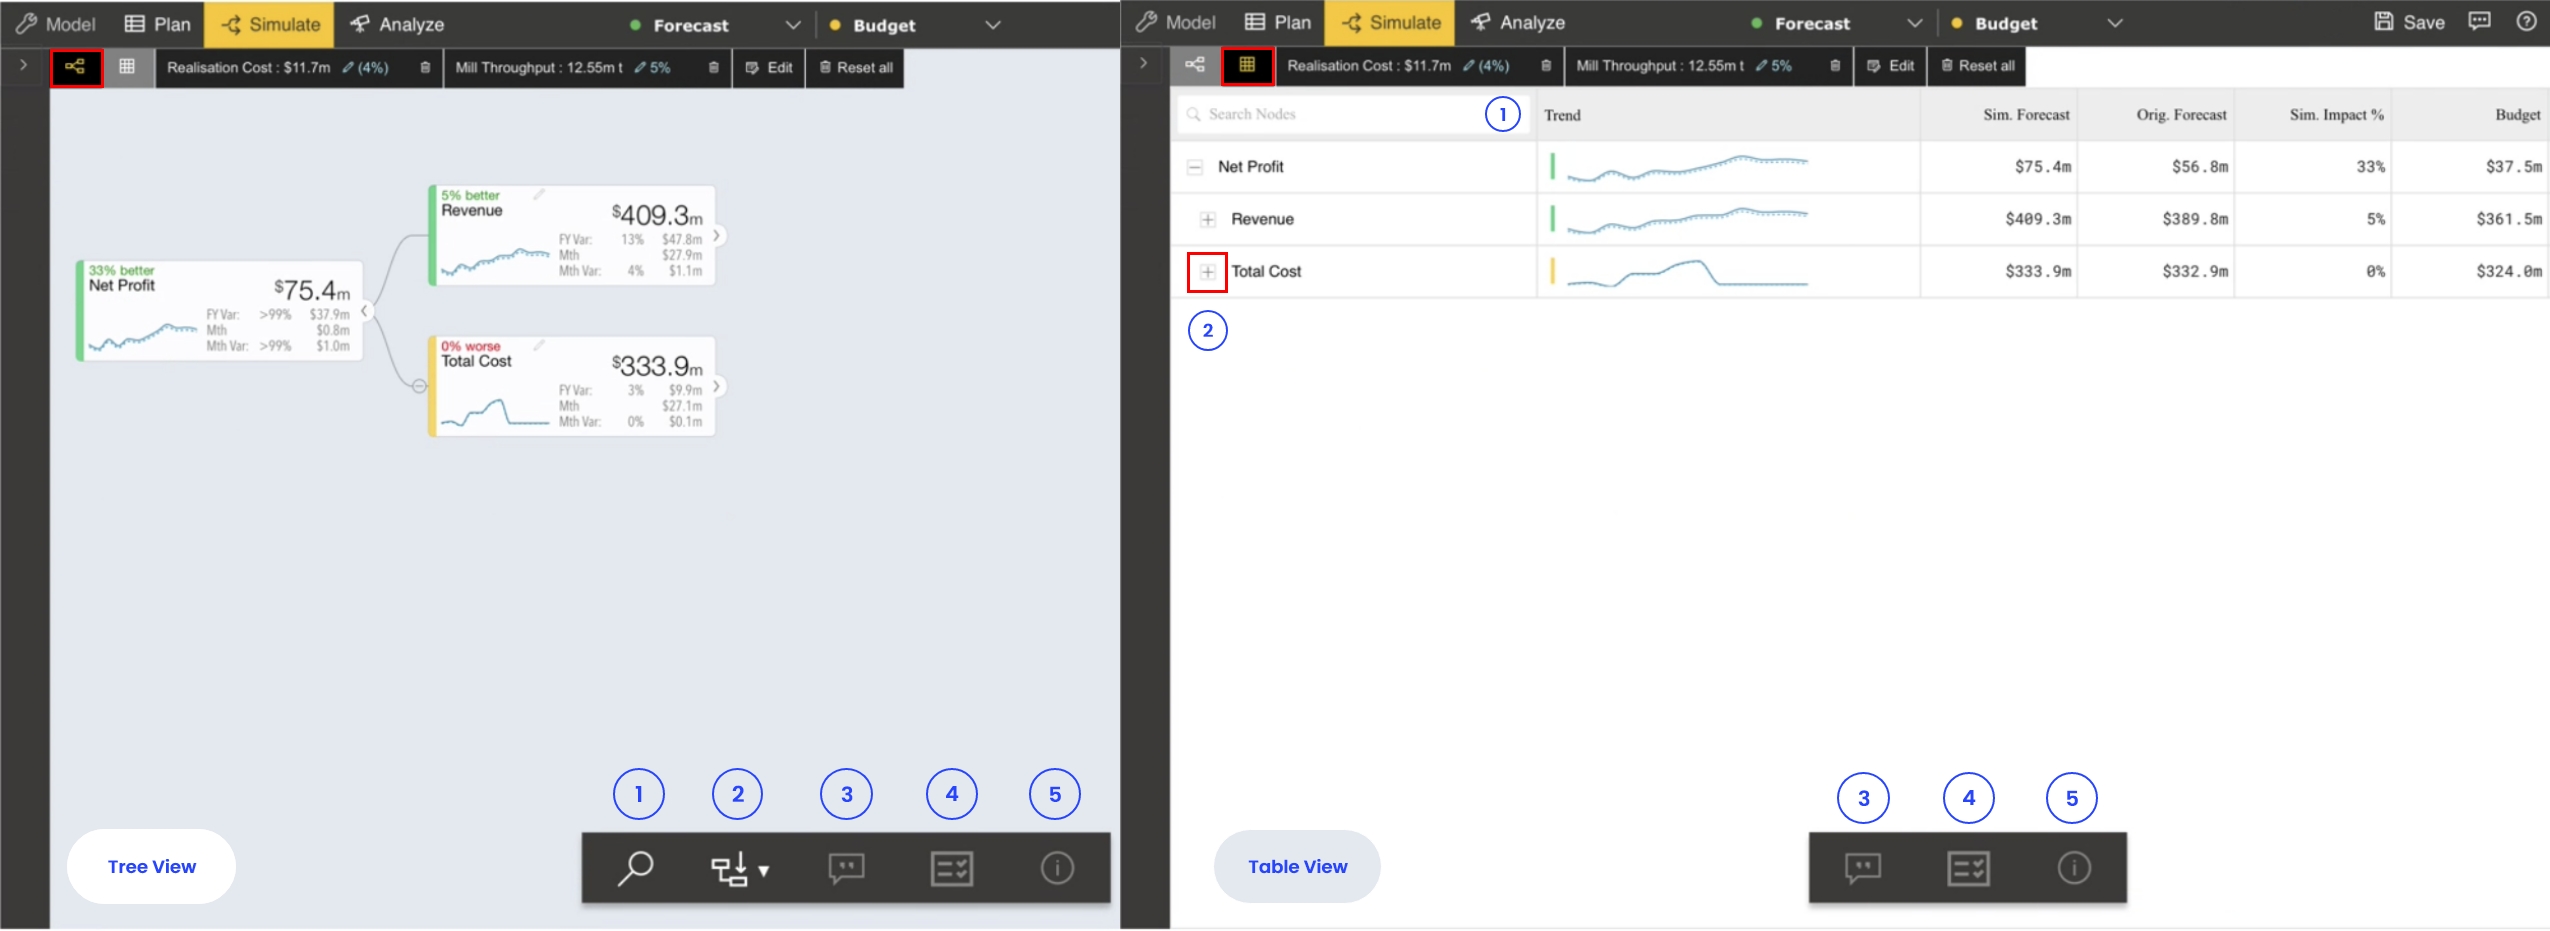 Model Plan Simulate Analyze Forecast Budget
Realisation Cost : $11.7m (4%) Mill Throughput : 12.55m t 5% Edit Reset all
5% better
Revenue
$409.3m
FY Var: 13% $47.8m
Mth $27.9m
Mth Var: 4% $1.1m
33% better
Net Profit
$75.4m
FY Var: >99% $37.9m
Mth $0.8m
Mth Var: >99% $1.0m
0% worse
Total Cost
$333.9m
FY Var: 3% $9.9m
Mth $27.1m
Mth Var: 0% $0.1m
1 2 3 4 5
Tree View
Model Plan Simulate Analyze Forecast Budget Save
Realisation Cost : $11.7m (4%) Mill Throughput : 12.55m t 5% Edit Reset all
Search Nodes 1 Trend Sim. Forecast Orig. Forecast Sim. Impact % Budget
Net Profit $75.4m $56.8m 33% $37.5m
Revenue $409.3m $389.8m 5% $361.5m
Total Cost $333.9m $332.9m 0% $324.0m
2
3 4 5
Table View